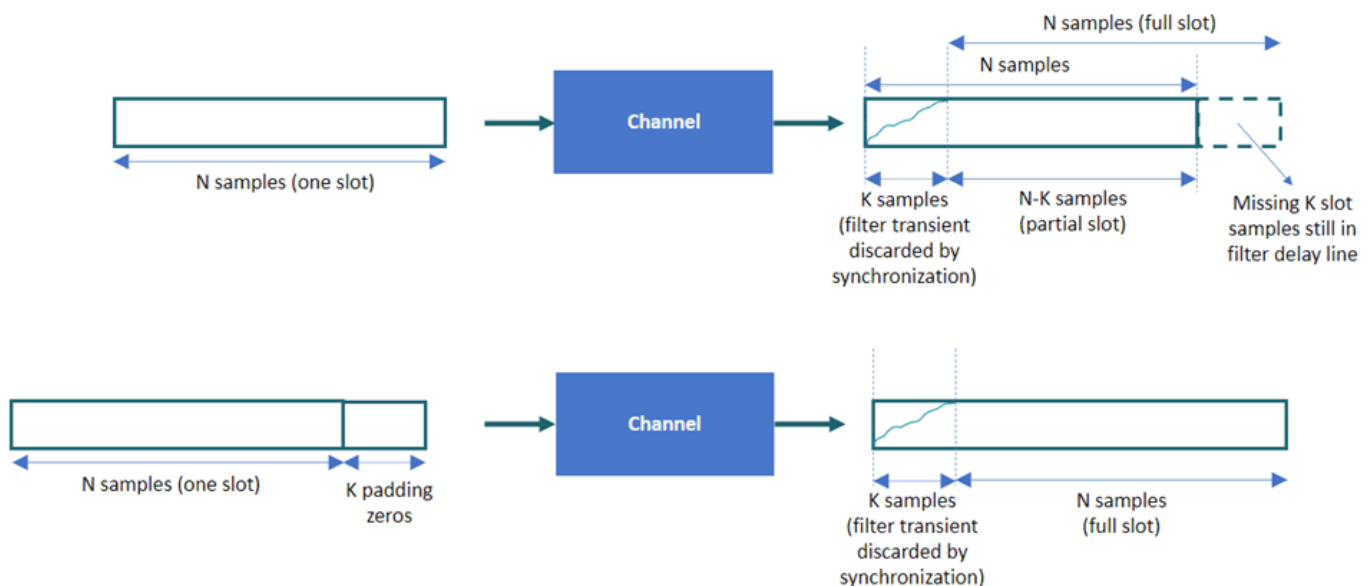 N samples (full slot)
N samples
Channel
N samples (one slot)
K samples
(filter transient
discarded by
synchronization)
N-K samples
(partial slot)
Missing K slot
samples still in
filter delay line
Channel
N samples (one slot)
K padding
zeros
K samples
(filter transient
discarded by
synchronization)
N samples
(full slot)